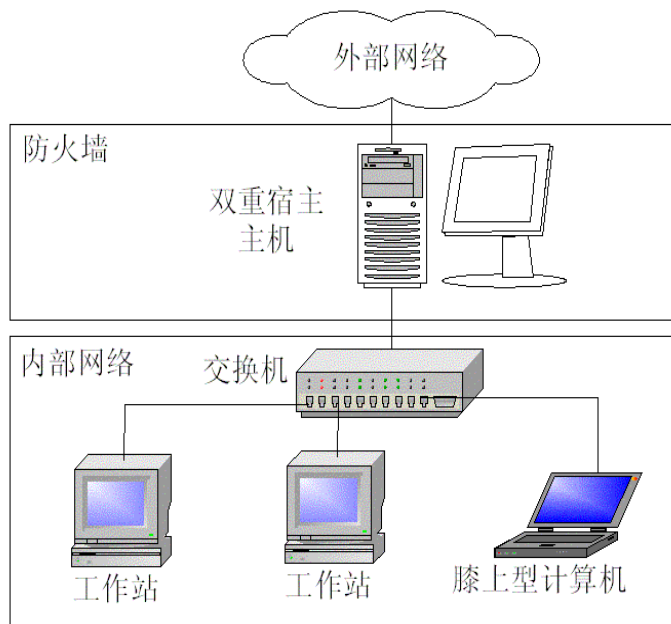 外部网络
防火墙
双重宿主
主机
内部网络
交换机
工作站
工作站
膝上型计算机